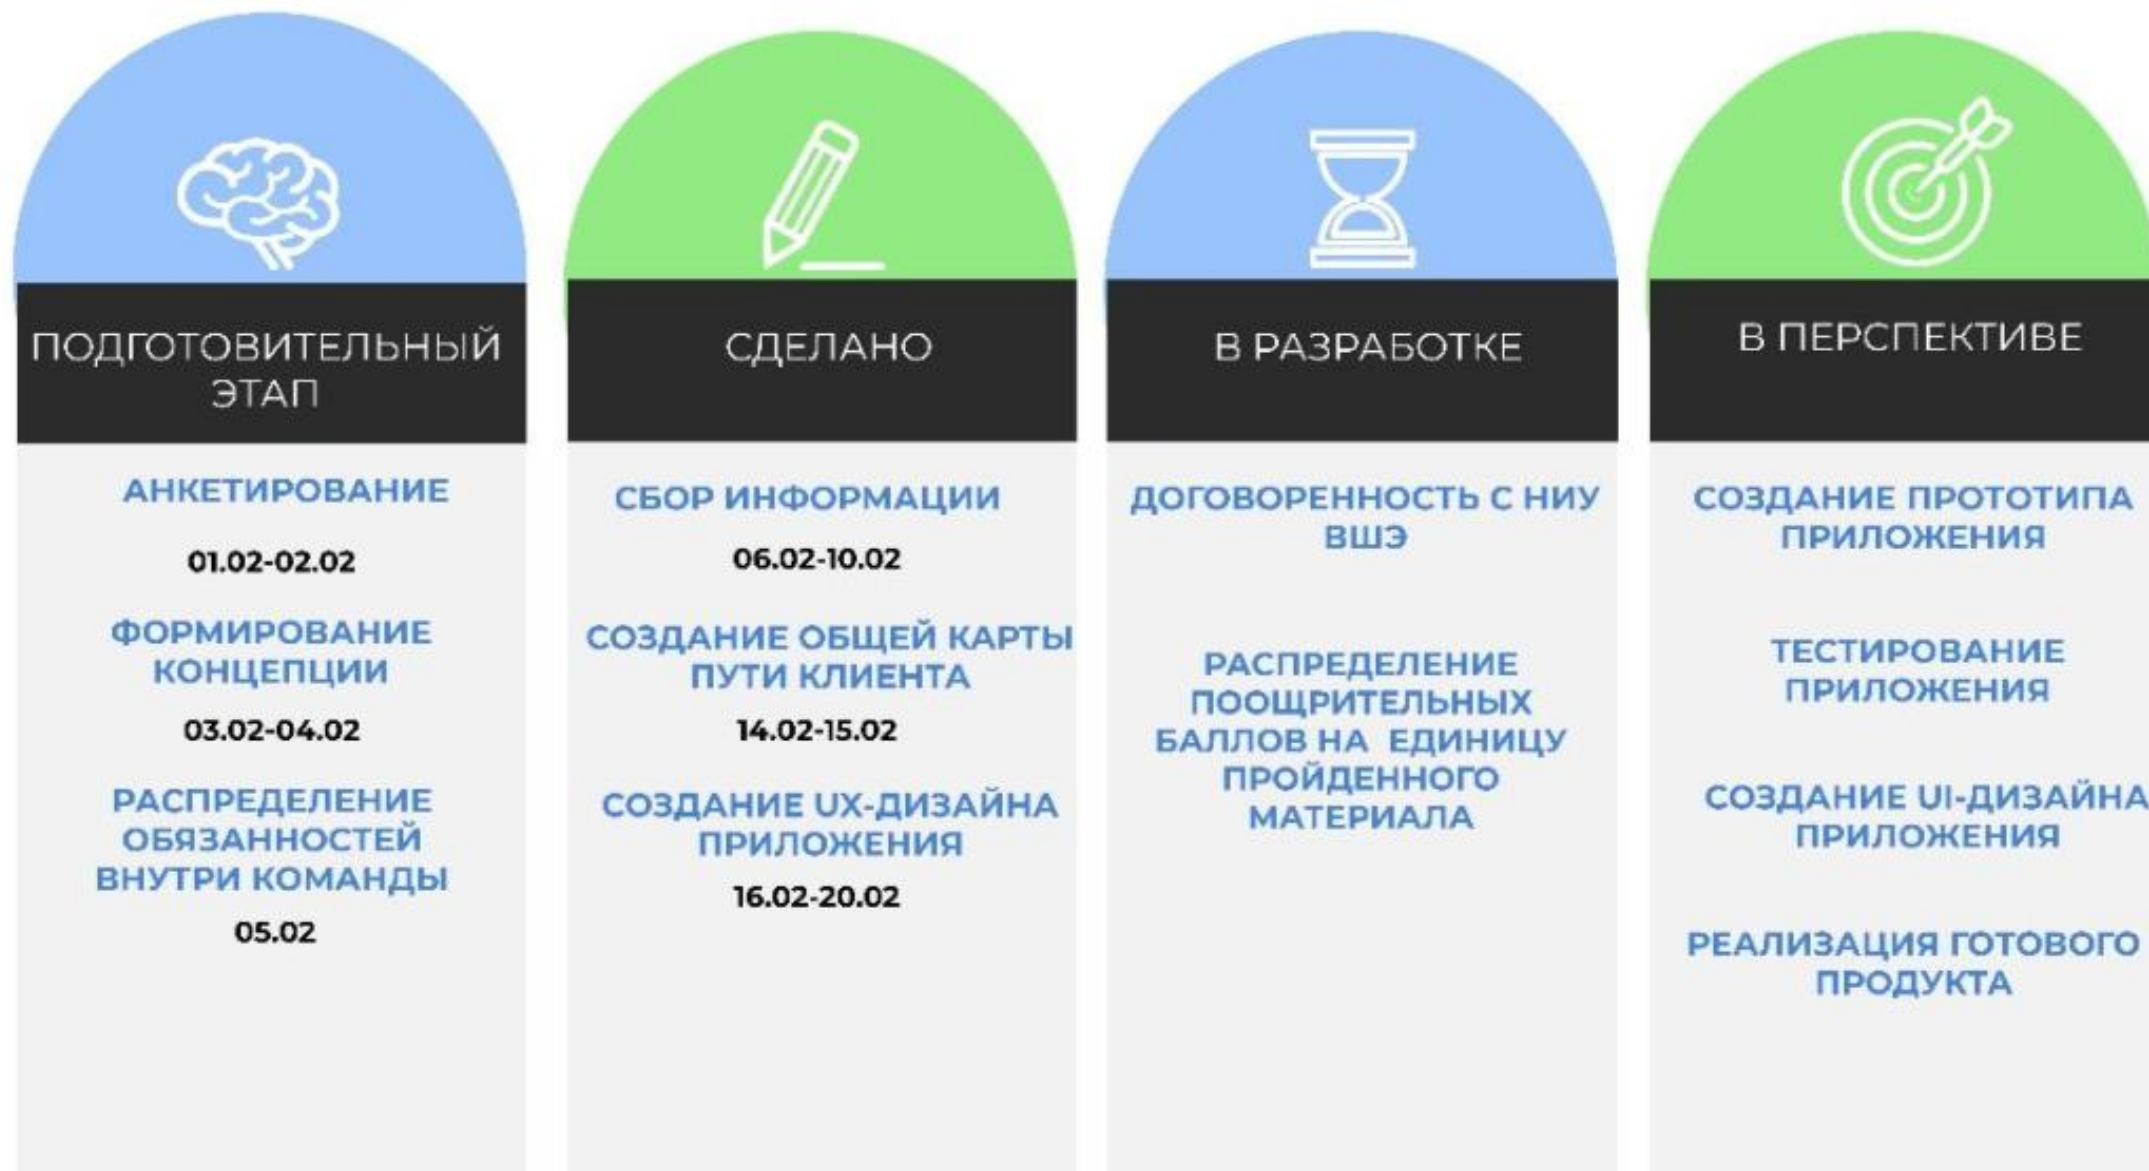 ПОДГОТОВИТЕЛЬНЫЙ
ЭТАП
АНКЕТИРОВАНИЕ
01.02-02.02
ФОРМИРОВАНИЕ
КОНЦЕПЦИИ
03.02-04.02
РАСПРЕДЕЛЕНИЕ
ОБЯЗАННОСТЕЙ
ВНУТРИ КОМАНДЫ
05.02
СДЕЛАНО
СБОР ИНФОРМАЦИИ
06.02-10.02
СОЗДАНИЕ ОБЩЕЙ КАРТЫ
ПУТИ КЛИЕНТА
14.02-15.02
СОЗДАНИЕ UX-ДИЗАЙНА
ПРИЛОЖЕНИЯ
16.02-20.02
В РАЗРАБОТКЕ
ДОГОВОРЕННОСТЬ С НИУ
ВШЭ
РАСПРЕДЕЛЕНИЕ
ПООЩРИТЕЛЬНЫХ
БАЛЛОВ НА ЕДИНИЦУ
ПРОЙДЕННОГО
МАТЕРИАЛА
В ПЕРСПЕКТИВЕ
СОЗДАНИЕ ПРОТОТИПА
ПРИЛОЖЕНИЯ
ТЕСТИРОВАНИЕ
ПРИЛОЖЕНИЯ
СОЗДАНИЕ UI-ДИЗАЙНА
ПРИЛОЖЕНИЯ
РЕАЛИЗАЦИЯ ГОТОВОГО
ПРОДУКТА